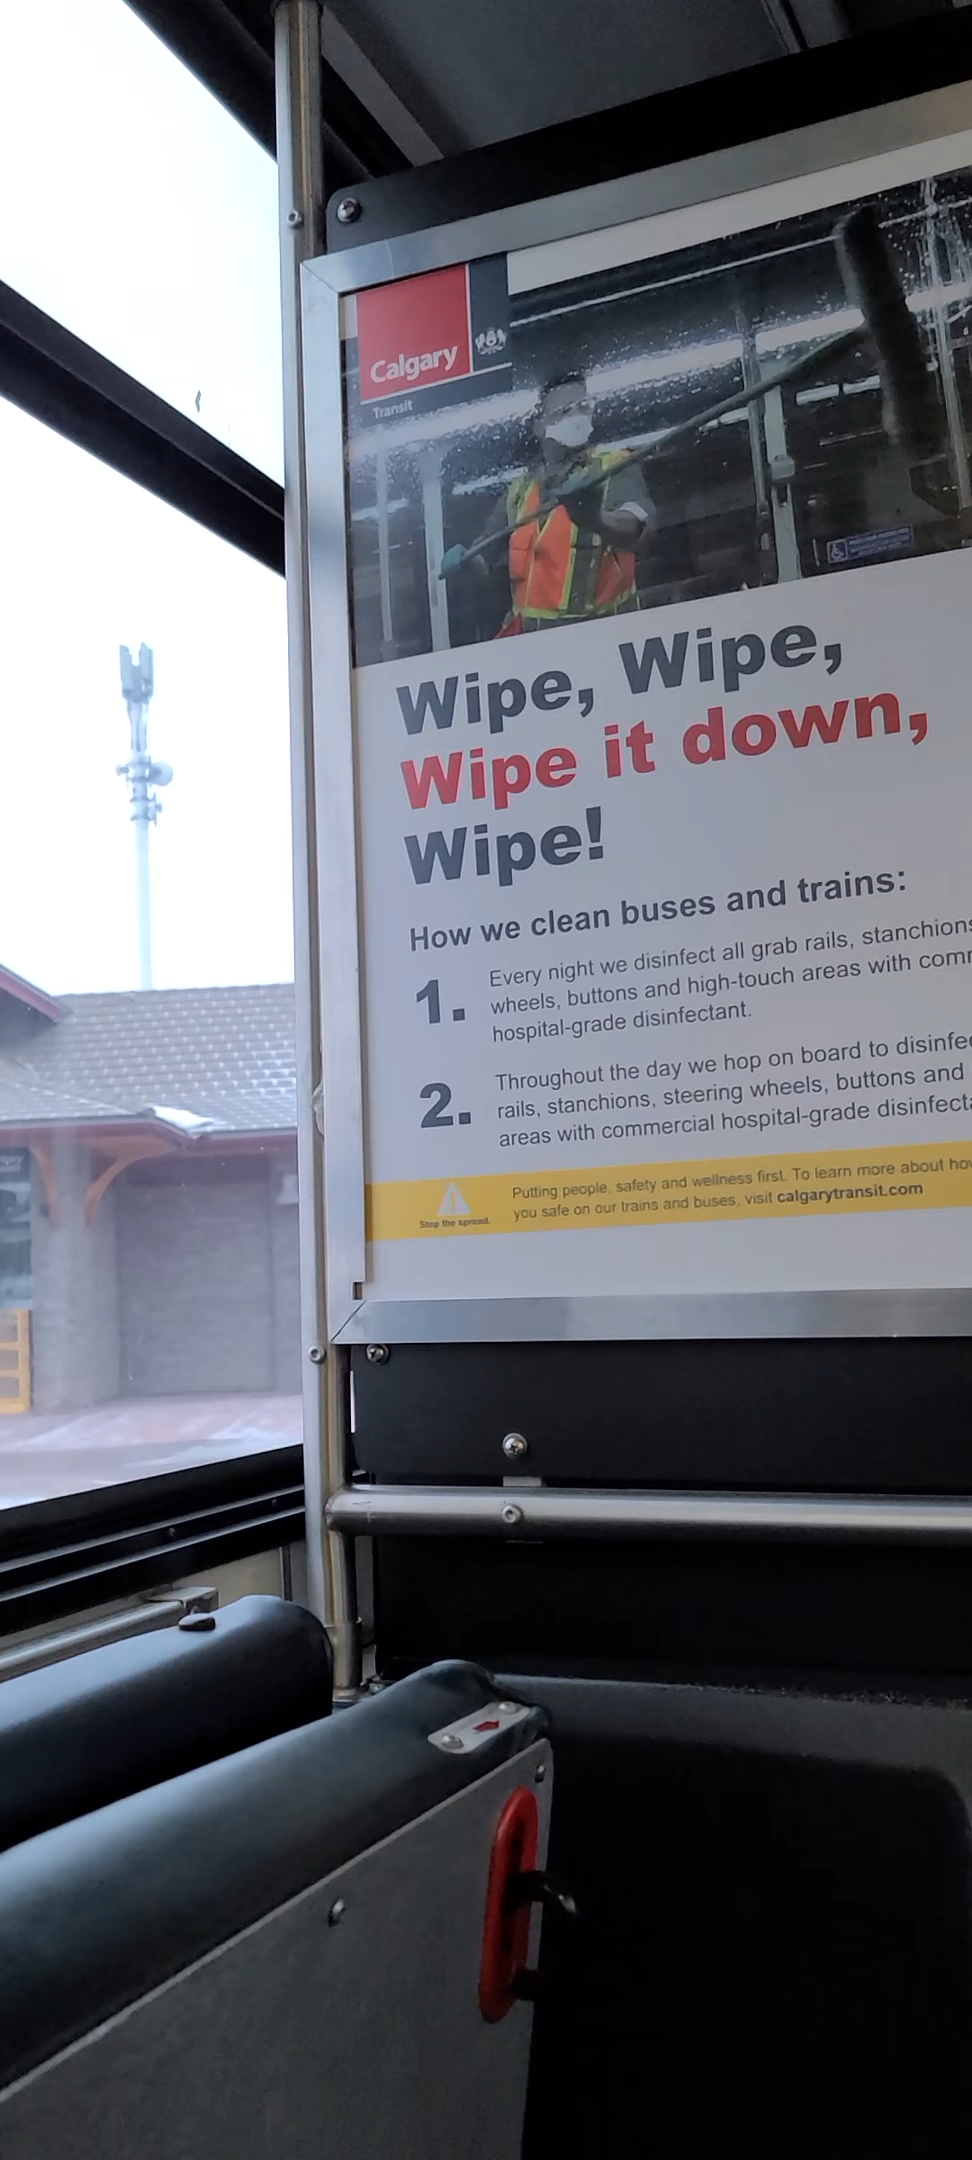 Calgary
Transit
Wipe, Wipe,
Wipe it down,
Wipe!
How we clean buses and trains:
1. Every night we disinfect all grab rails, stanchions
wheels, buttons and high-touch areas with comm
hospital-grade disinfectant.
2. Throughout the day we hop on board to disinfe
rails, stanchions, steering wheels, buttons and
areas with commercial hospital-grade disinfecta
Putting people, safety and wellness first. To learn more about how
you safe on our trains and buses, visit calgarytransit.com
Stop the spread.